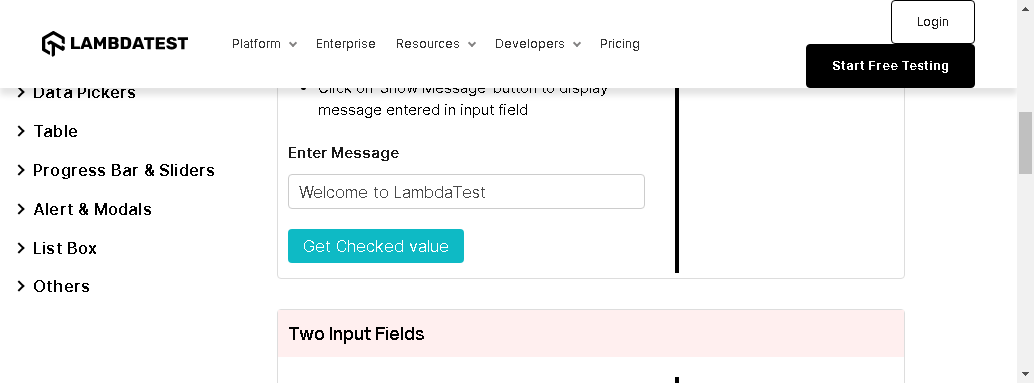 LAMBDATEST
Platform
Enterprise
Resources
Developers
Pricing
Login
Start Free Testing
Data Pickers
Table
Progress Bar & Sliders
Alert & Modals
List Box
Others
Click on 'Show Message' button to display
message entered in input field
Enter Message
Welcome to LambdaTest
Get Checked value
Two Input Fields